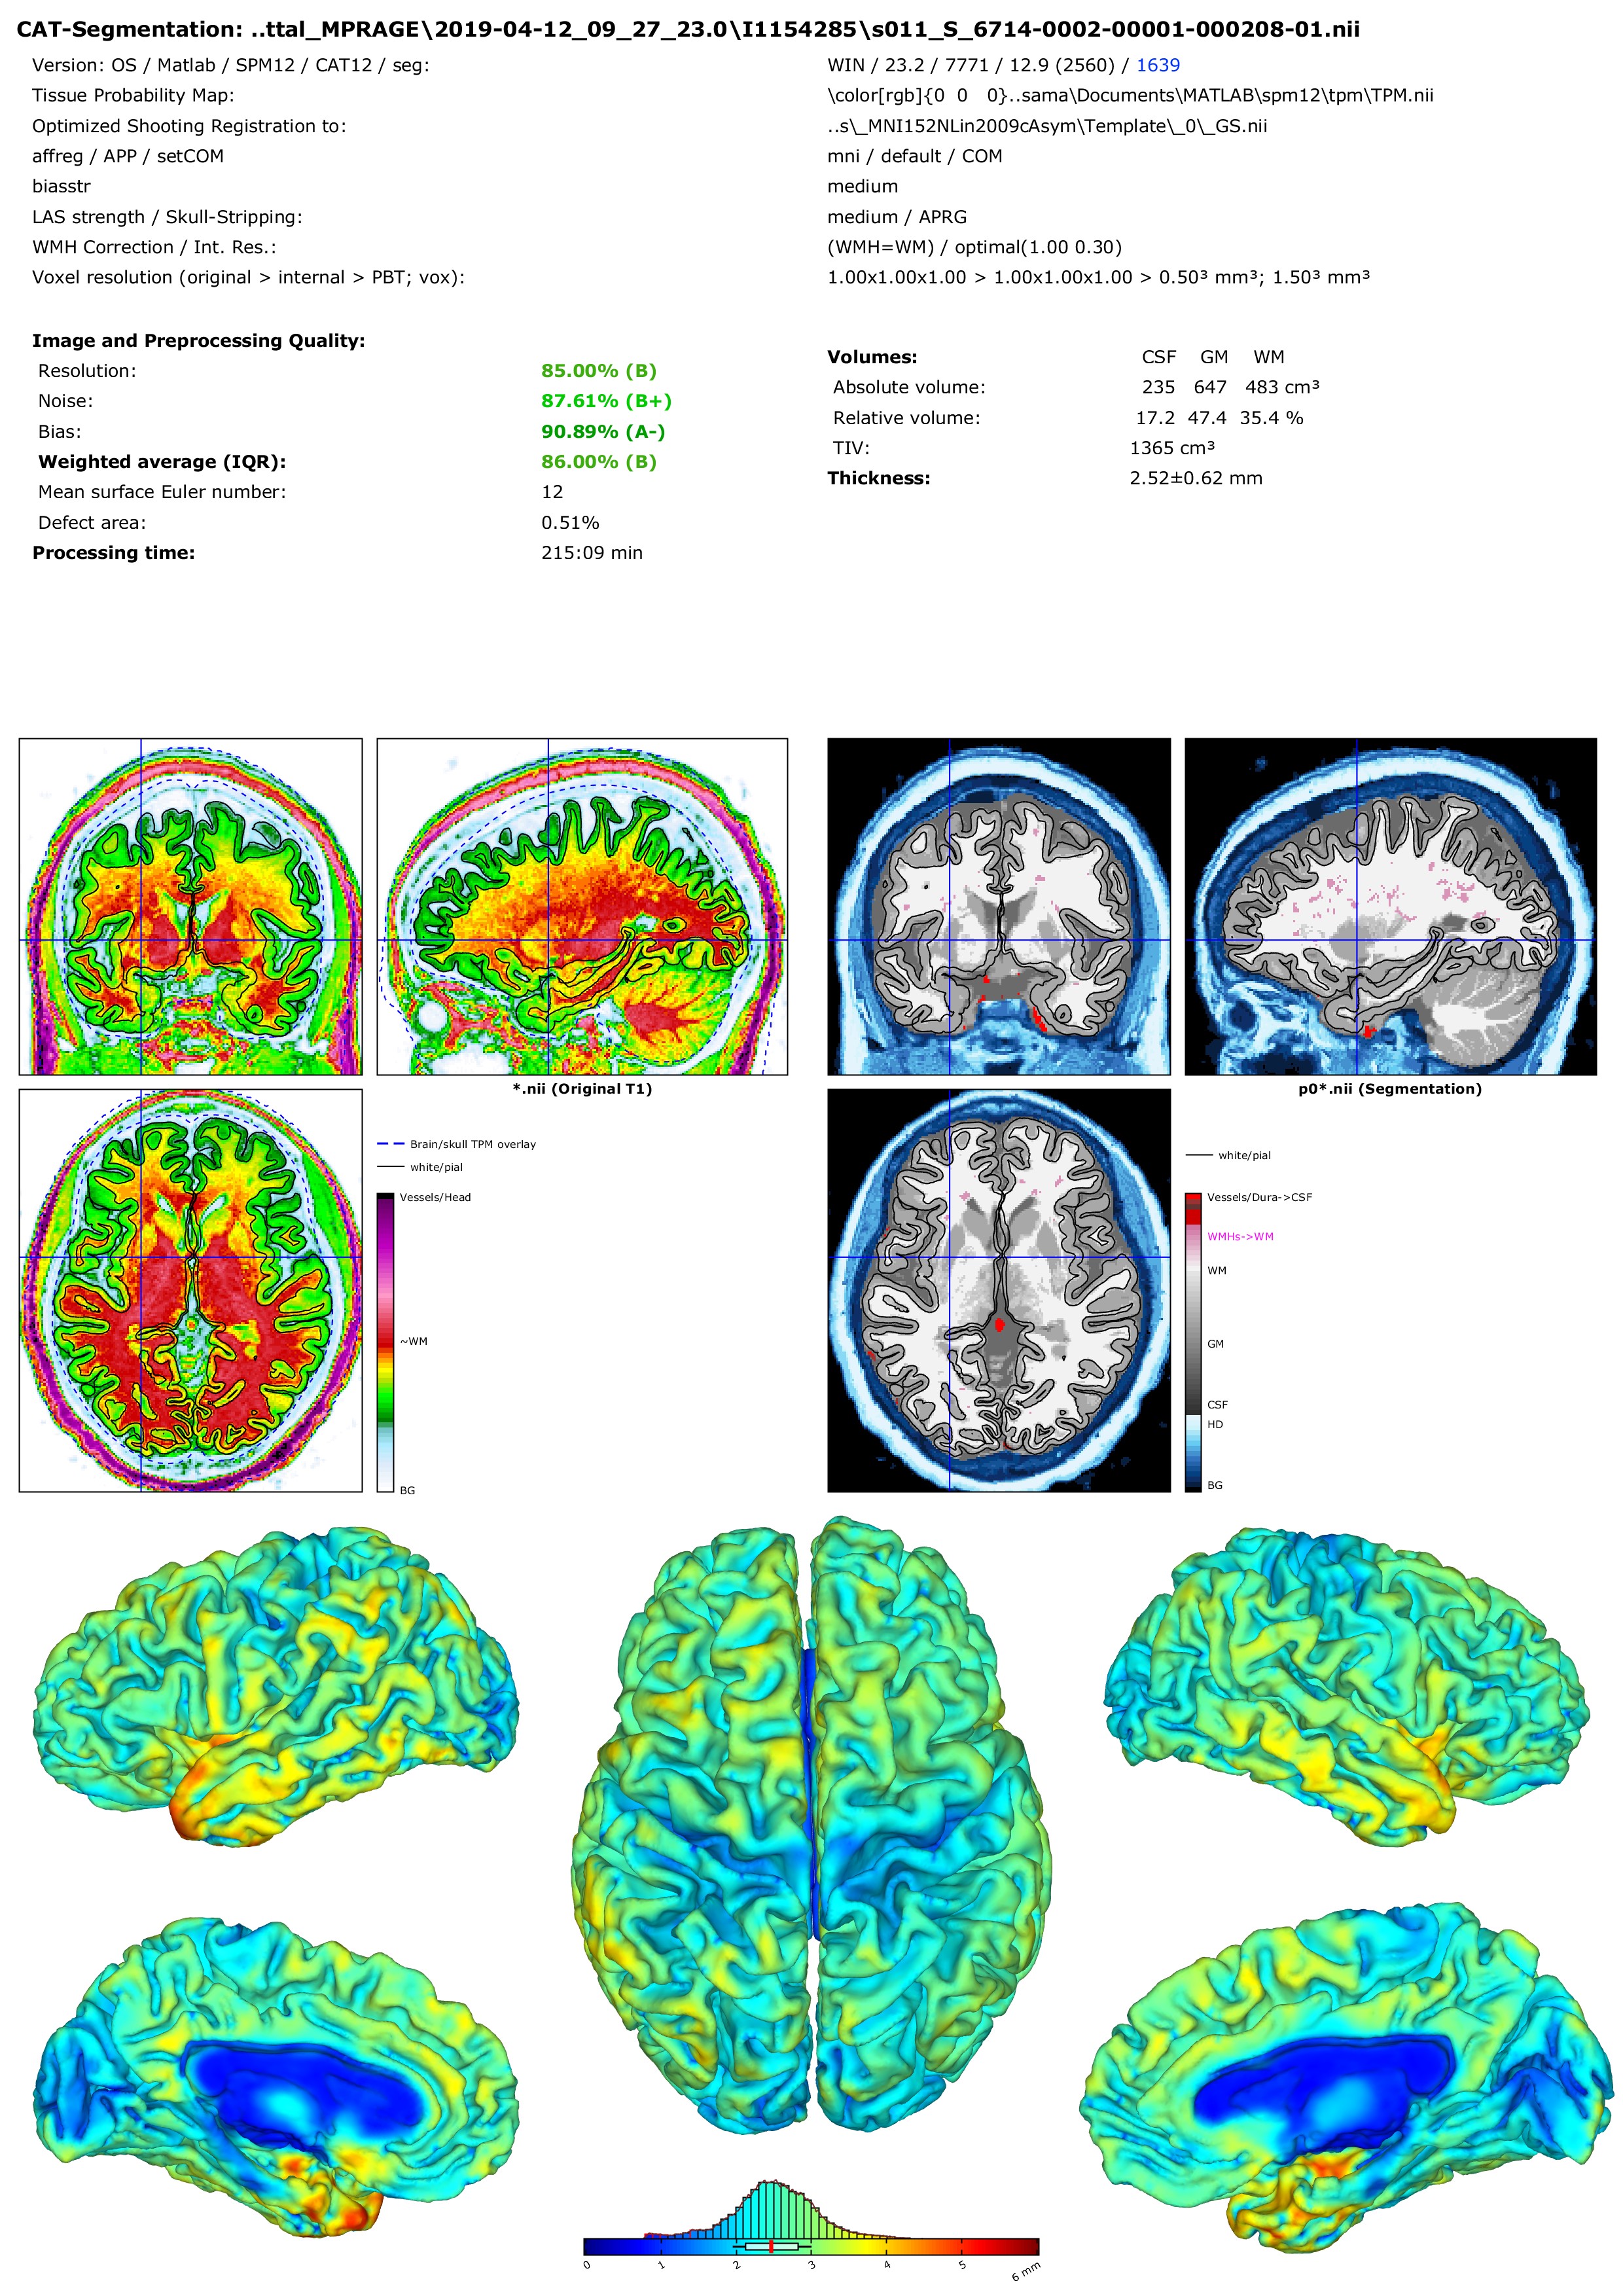 CAT-Segmentation: ..ttal_MPRAGE\2019-04-12_09_27_23.0\I1154285\s011_S_6714-0002-00001-000208-01.nii
Version: OS / Matlab / SPM12 / CAT12 / seg: WIN / 23.2 / 7771 / 12.9 (2560) / 1639
Tissue Probability Map: \color[rgb]{0 0 0}..sama\Documents\MATLAB\spm12\tpm\TPM.nii
Optimized Shooting Registration to: ..s\_MNI152NLin2009cAsym\Template\_0\_GS.nii
affreg / APP / setCOM mni / default / COM
biasstr medium
LAS strength / Skull-Stripping: medium / APRG
WMH Correction / Int. Res.: (WMH=WM) / optimal(1.00 0.30)
Voxel resolution (original > internal > PBT; vox): 1.00x1.00x1.00 > 1.00x1.00x1.00 > 0.50³ mm³; 1.50³ mm³
Image and Preprocessing Quality:
Resolution: 85.00% (B)
Noise: 87.61% (B+)
Bias: 90.89% (A-)
Weighted average (IQR): 86.00% (B)
Mean surface Euler number: 12
Defect area: 0.51%
Processing time: 215:09 min
Volumes: CSF GM WM
Absolute volume: 235 647 483 cm³
Relative volume: 17.2 47.4 35.4 %
TIV: 1365 cm³
Thickness: 2.52±0.62 mm
*.nii (Original T1)
p0*.nii (Segmentation)
Brain/skull TPM overlay
white/pial
Vessels/Head
~WM
BG
white/pial
Vessels/Dura->CSF
WMHs->WM
WM
GM
CSF
HD
BG
0 1 2 3 4 5 6 mm